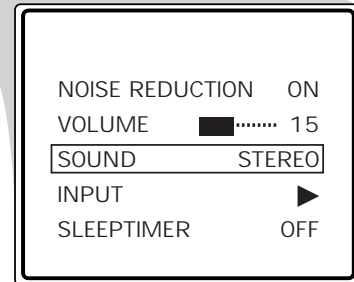 NOISE REDUCTION ON
VOLUME 15
SOUND STEREO
INPUT ▶
SLEEPTIMER OFF